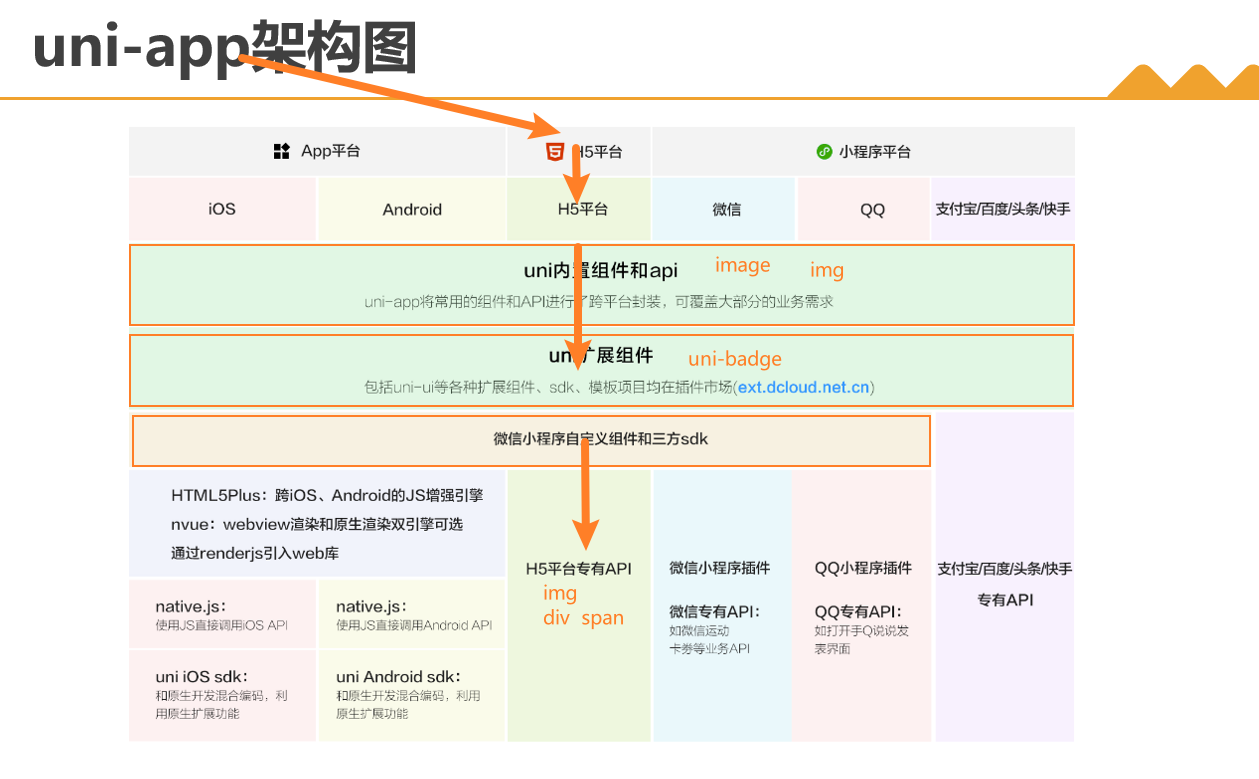 uni-app架构图
App平台
H5平台
小程序平台
iOS
Android
H5平台
微信
QQ
支付宝/百度/头条/快手
uni内置组件和api
image
img
uni-app将常用的组件和API进行了跨平台封装，可覆盖大部分的业务需求
uni扩展组件
uni-badge
包括uni-ui等各种扩展组件、sdk、模板项目均在插件市场(ext.dcloud.net.cn)
微信小程序自定义组件和三方sdk
HTML5Plus：跨iOS、Android的JS增强引擎
nvue：webview渲染和原生渲染双引擎可选
通过renderjs引入web库
native.js：
使用JS直接调用iOS API
native.js：
使用JS直接调用Android API
uni iOS sdk：
和原生开发混合编码，利
用原生扩展功能
uni Android sdk：
和原生开发混合编码，利用
原生扩展功能
H5平台专有API
img
div span
微信小程序插件
微信专有API：
如微信运动
卡券等业务API
QQ小程序插件
QQ专有API：
如打开手Q说说发
表界面
支付宝/百度/头条/快手
专有API